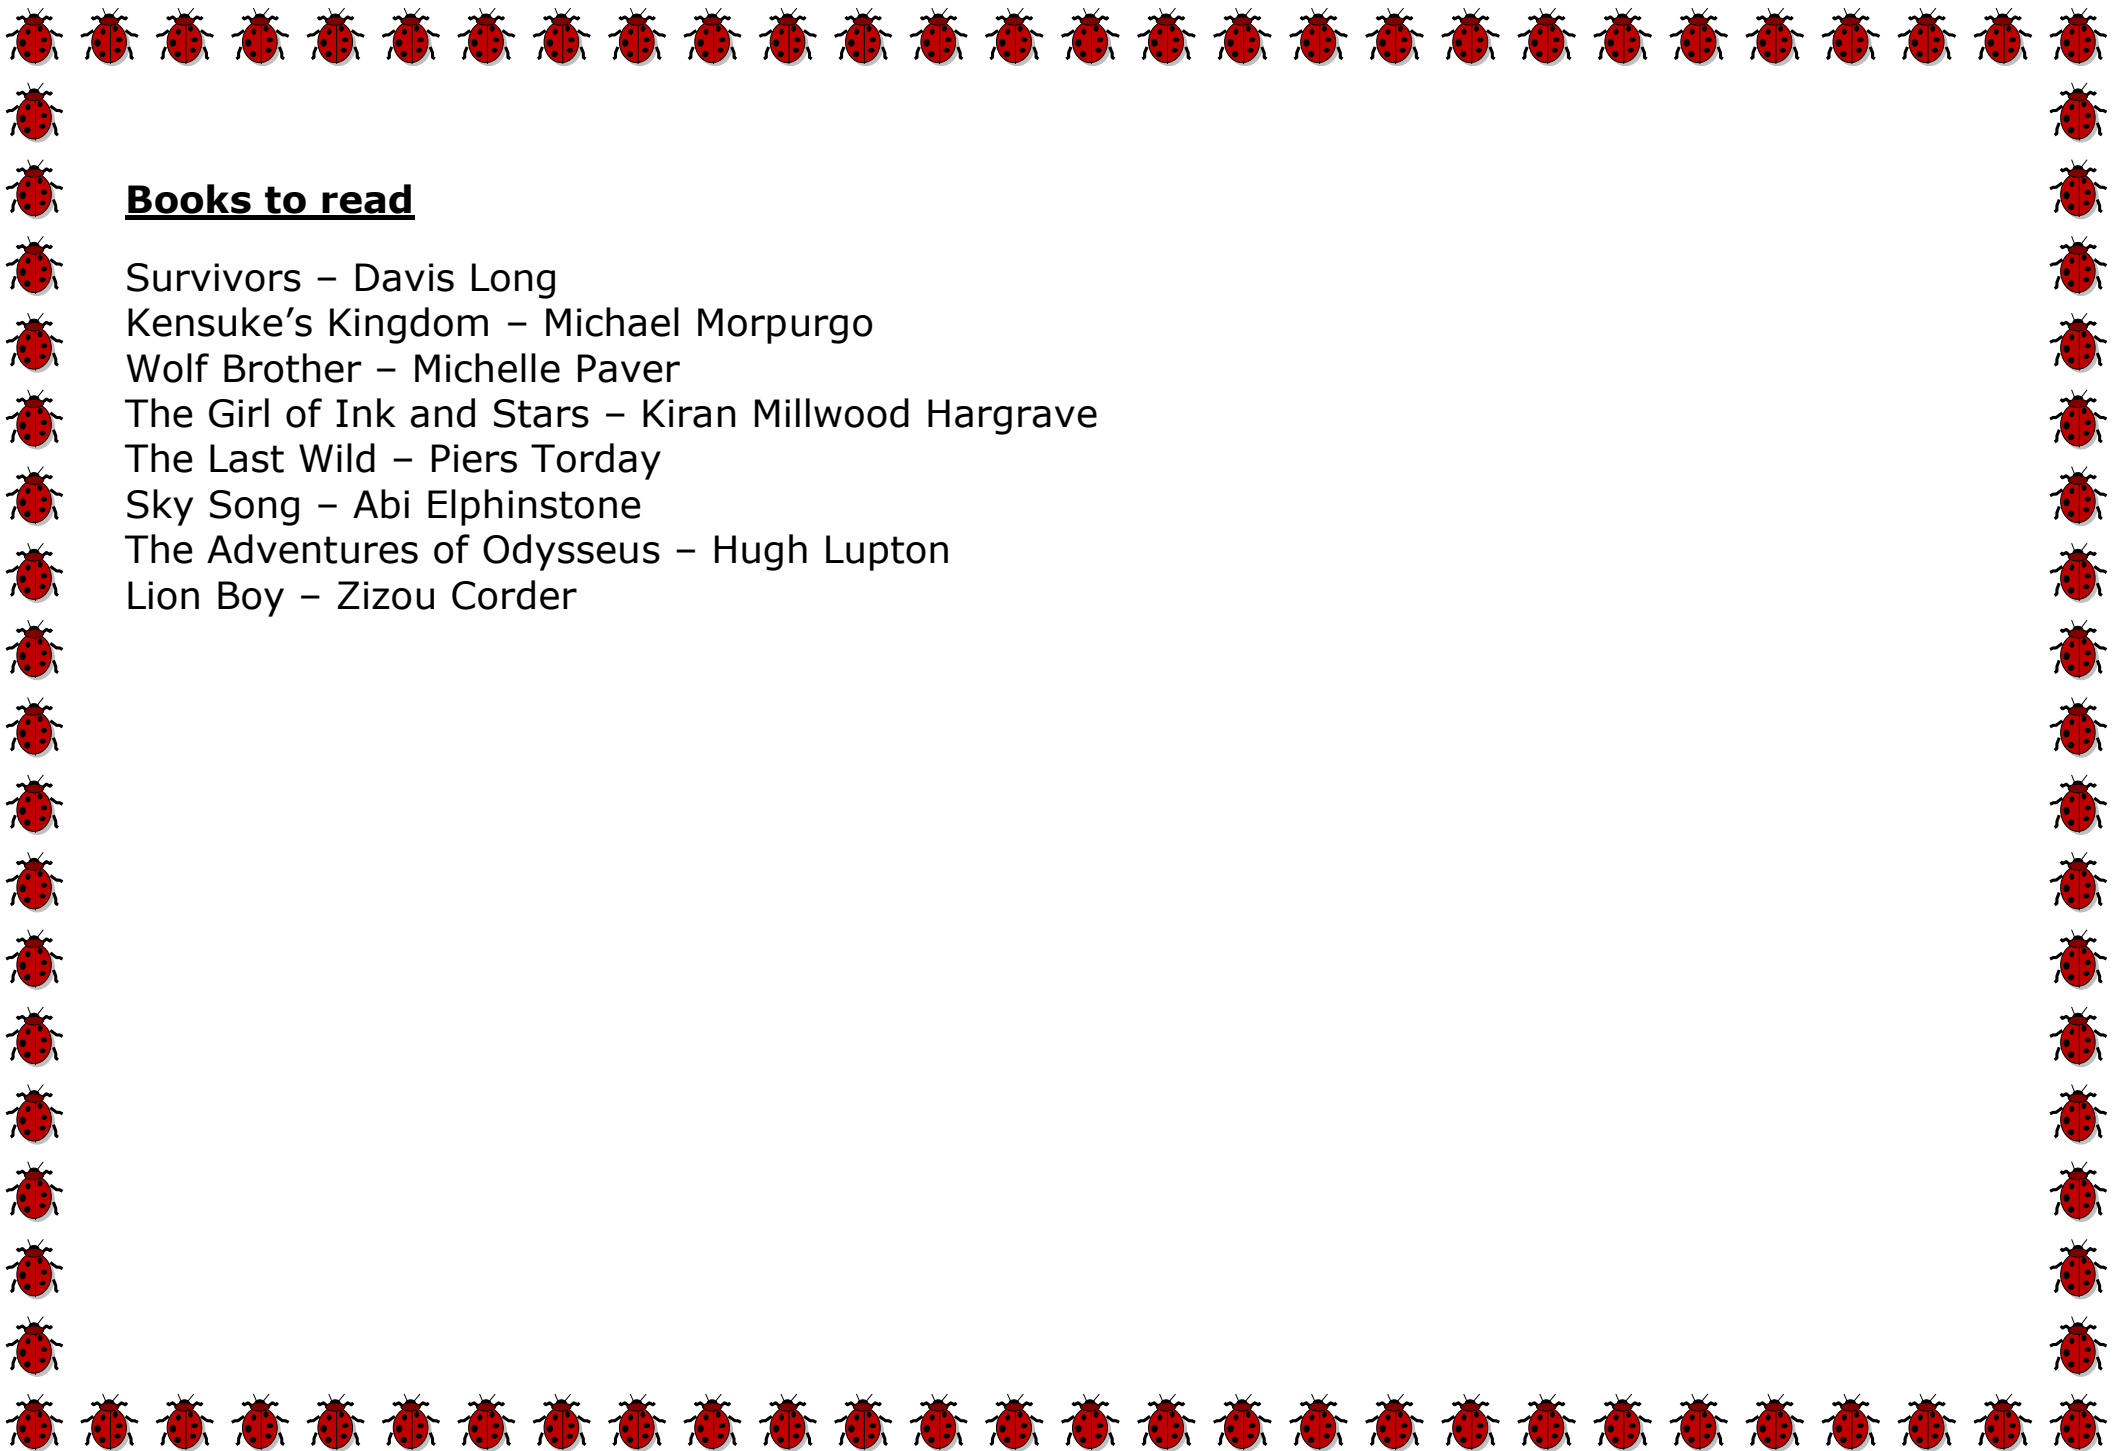 Books to read
Survivors – Davis Long
Kensuke’s Kingdom – Michael Morpurgo
Wolf Brother – Michelle Paver
The Girl of Ink and Stars – Kiran Millwood Hargrave
The Last Wild – Piers Torday
Sky Song – Abi Elphinstone
The Adventures of Odysseus – Hugh Lupton
Lion Boy – Zizou Corder